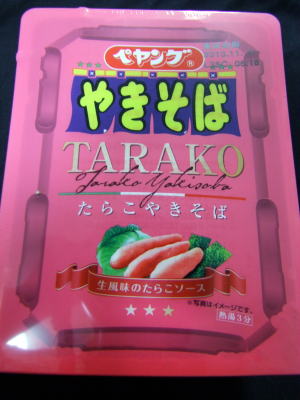 ペヤング®
やきそば
TARAKO
Tarako Yakisoba
たらこやきそば
生風味のたらこソース
※写真はイメージです。
熱湯3分